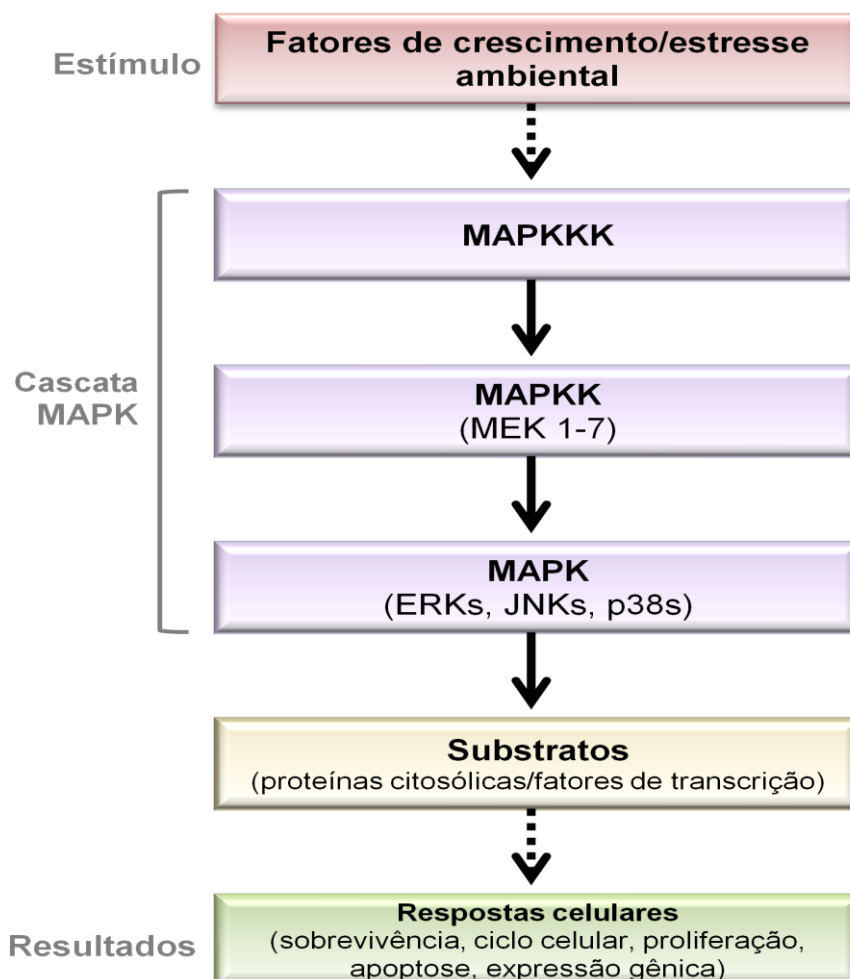 Estímulo
Fatores de crescimento/estresse
ambiental
MAPKKK
Cascata
MAPK
MAPKK
(MEK 1-7)
MAPK
(ERKs, JNKs, p38s)
Substratos
(proteínas citosólicas/fatores de transcrição)
Resultados
Respostas celulares
(sobrevivência, ciclo celular, proliferação,
apoptose, expressão gênica)